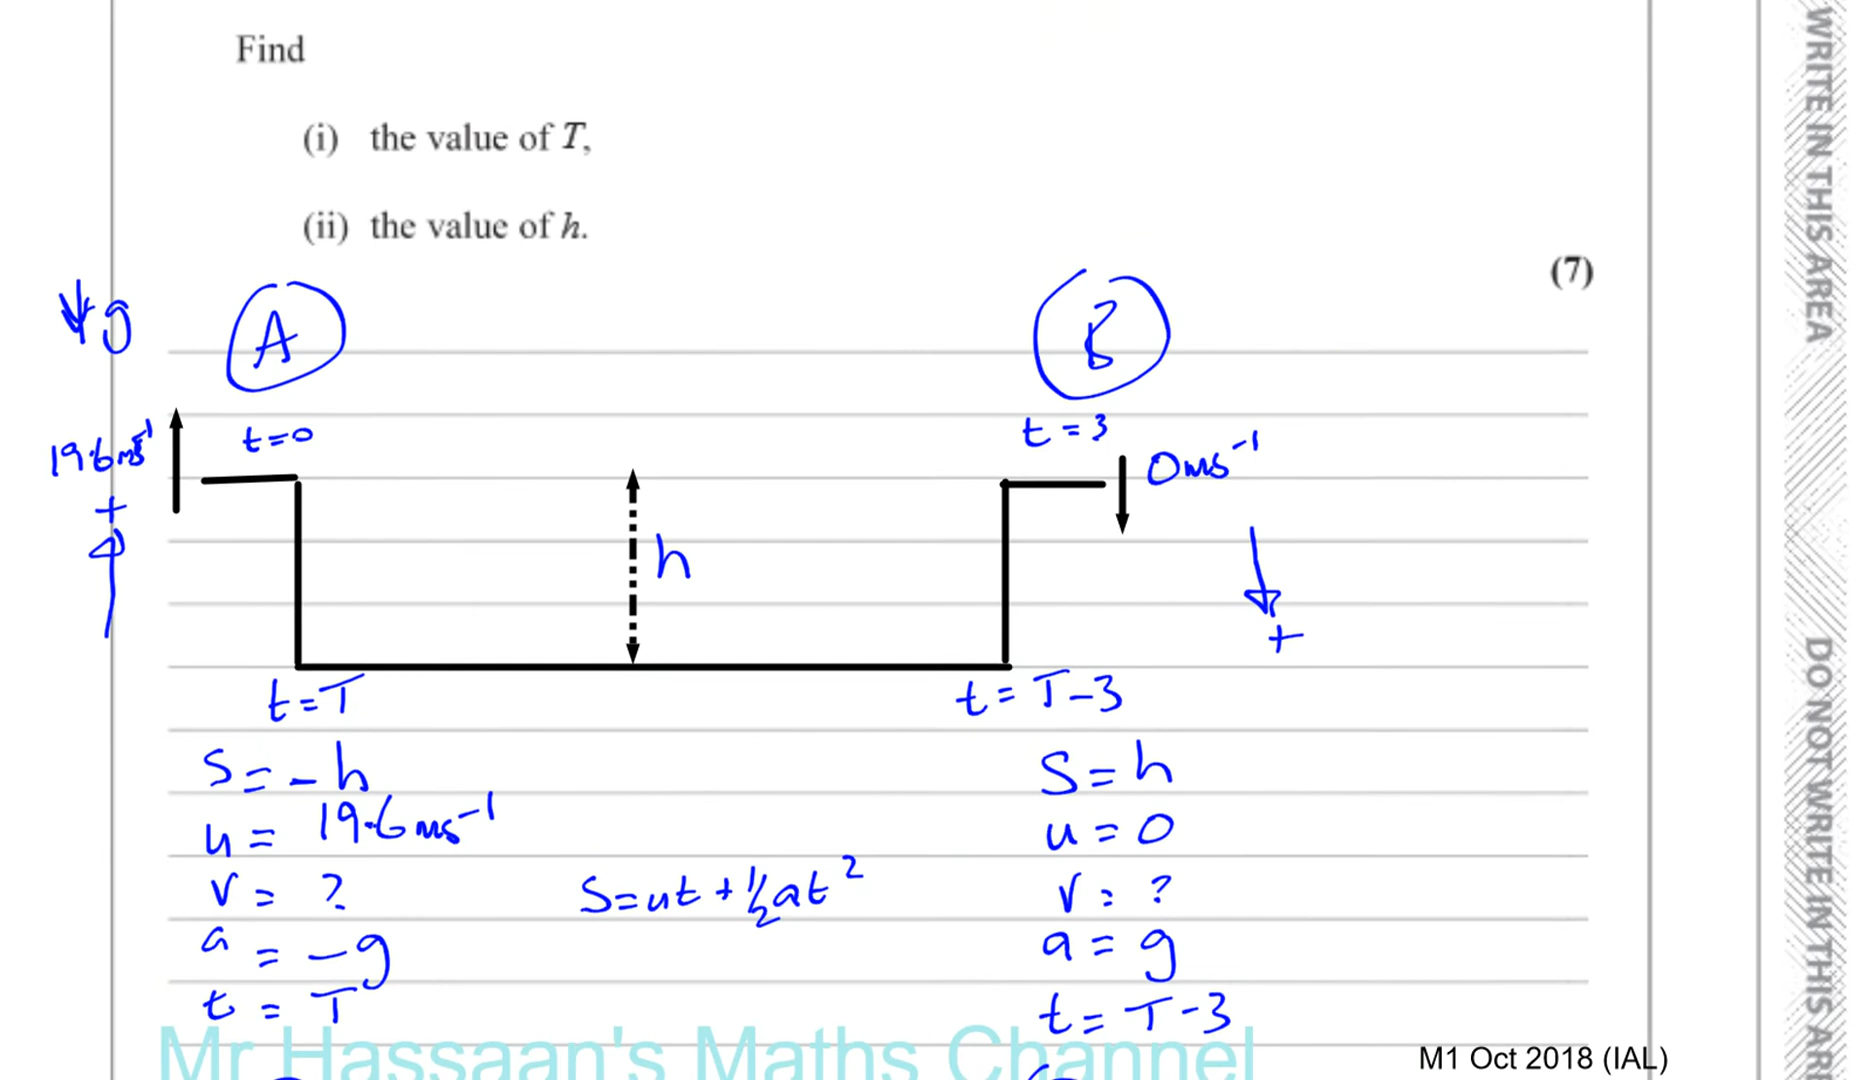 Find
(i) the value of T,
(ii) the value of h.
(7)
g
A
B
19.6ms⁻¹
t=0
t = 3
0ms⁻¹
+
h
+
t=T
t= T-3
S= -h
S=h
u= 19.6ms⁻¹
u=0
v= ?
S=ut+½at²
v= ?
a = -g
a=g
t = T
t= T-3
Mr Hassaan's Maths Channel
M1 Oct 2018 (IAL)
WRITE IN THIS AREA
DO NOT WRITE IN THIS AR